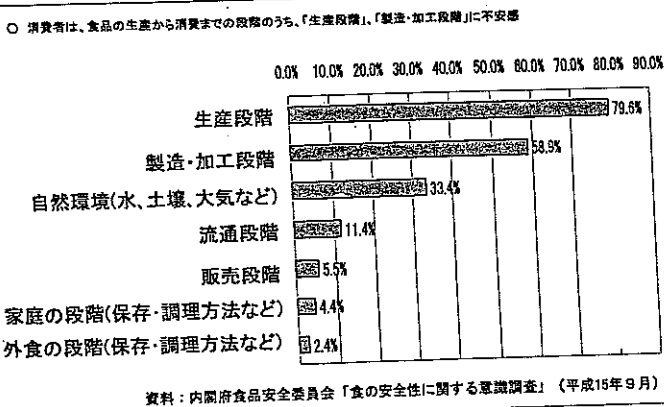 ○ 消費者は、食品の生産から消費までの段階のうち、「生産段階」、「製造・加工段階」に不安感
0.0% 10.0% 20.0% 30.0% 40.0% 50.0% 60.0% 70.0% 80.0% 90.0%
生産段階 79.6%
製造・加工段階 58.9%
自然環境(水、土壌、大気など) 33.4%
流通段階 11.4%
販売段階 5.5%
家庭の段階(保存・調理方法など) 4.4%
外食の段階(保存・調理方法など) 2.4%
資料:内閣府食品安全委員会「食の安全性に関する意識調査」(平成15年9月)